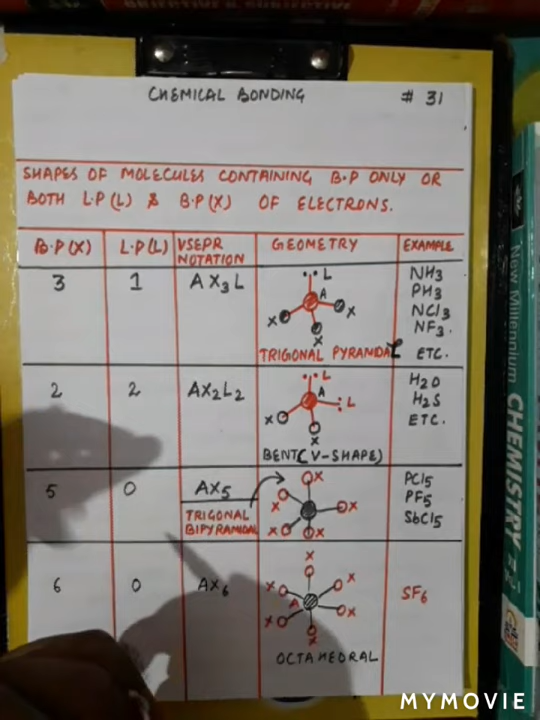 CHEMICAL BONDING # 31
SHAPES OF MOLECULES CONTAINING B.P ONLY OR
BOTH L.P(L) & B.P(X) OF ELECTRONS.
B.P(X) L.P(L) VSEPR NOTATION GEOMETRY EXAMPLE
3 1 AX3L
L
A
X X
X
TRIGONAL PYRAMIDAL
NH3
PH3
NCl3
NF3.
ETC.
2 2 AX2L2
L
A
L
X
X
BENT(V-SHAPE)
H2O
H2S
ETC.
5 0 AX5
TRIGONAL
BIPYRAMIDAL
X
X X
X X
PCl5
PF5
SbCl5
6 0 AX6
X
X X
A
X X
X
OCTAHEDRAL
SF6
New Millennium CHEMISTRY
MYMOVIE